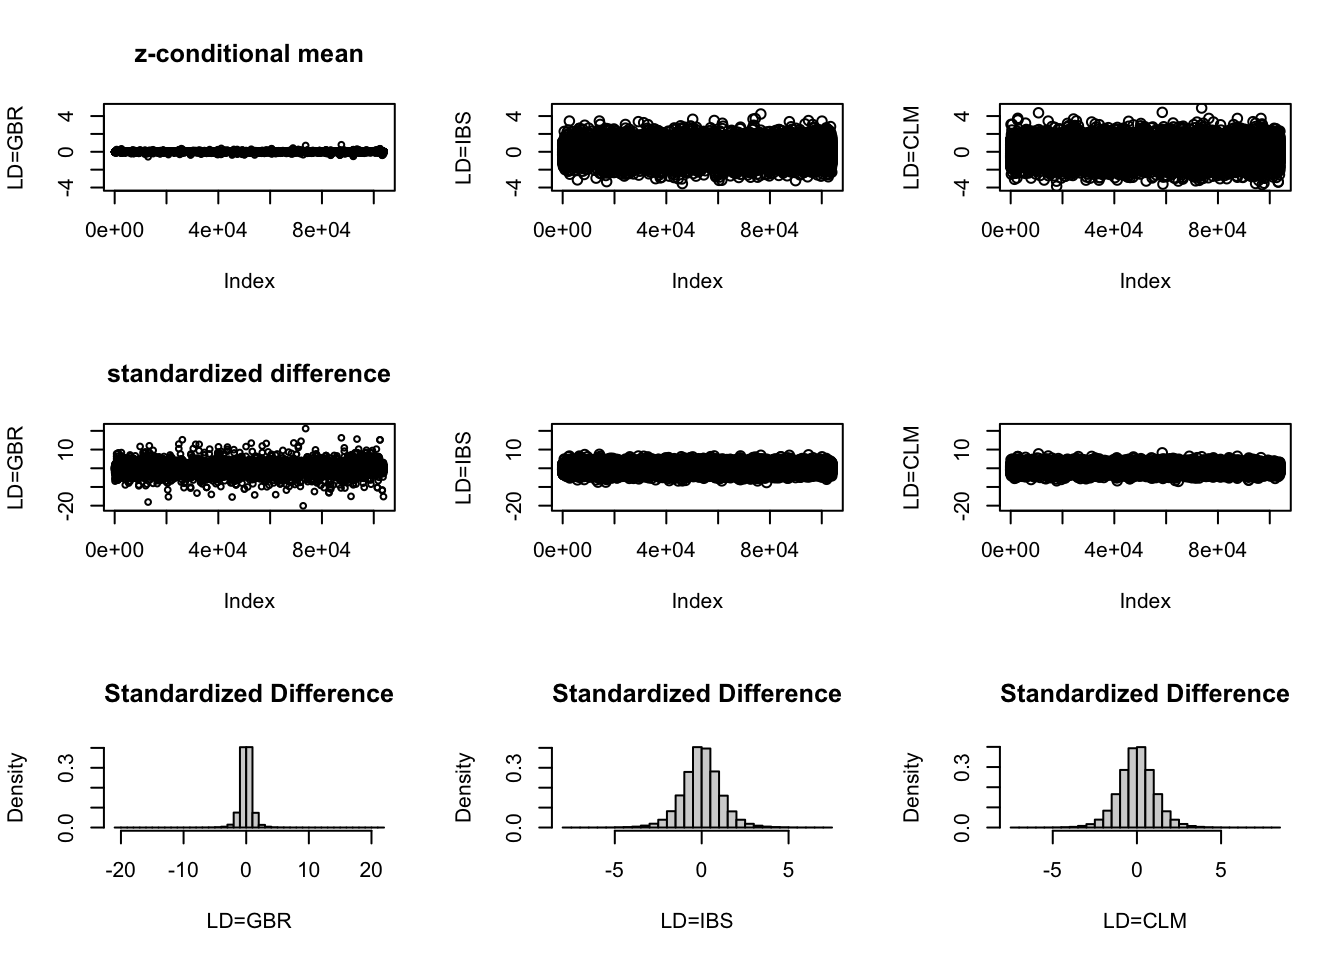 z-conditional mean
LD=GBR
4
0
-4
0e+00 4e+04 8e+04
Index
LD=IBS
4
0
-4
0e+00 4e+04 8e+04
Index
LD=CLM
4
0
-4
0e+00 4e+04 8e+04
Index
standardized difference
LD=GBR
10
-20
0e+00 4e+04 8e+04
Index
LD=IBS
10
-20
0e+00 4e+04 8e+04
Index
LD=CLM
10
-20
0e+00 4e+04 8e+04
Index
Standardized Difference
Density
0.3
0.0
-20 -10 0 10 20
LD=GBR
Standardized Difference
Density
0.3
0.0
-5 0 5
LD=IBS
Standardized Difference
Density
0.3
0.0
-5 0 5
LD=CLM